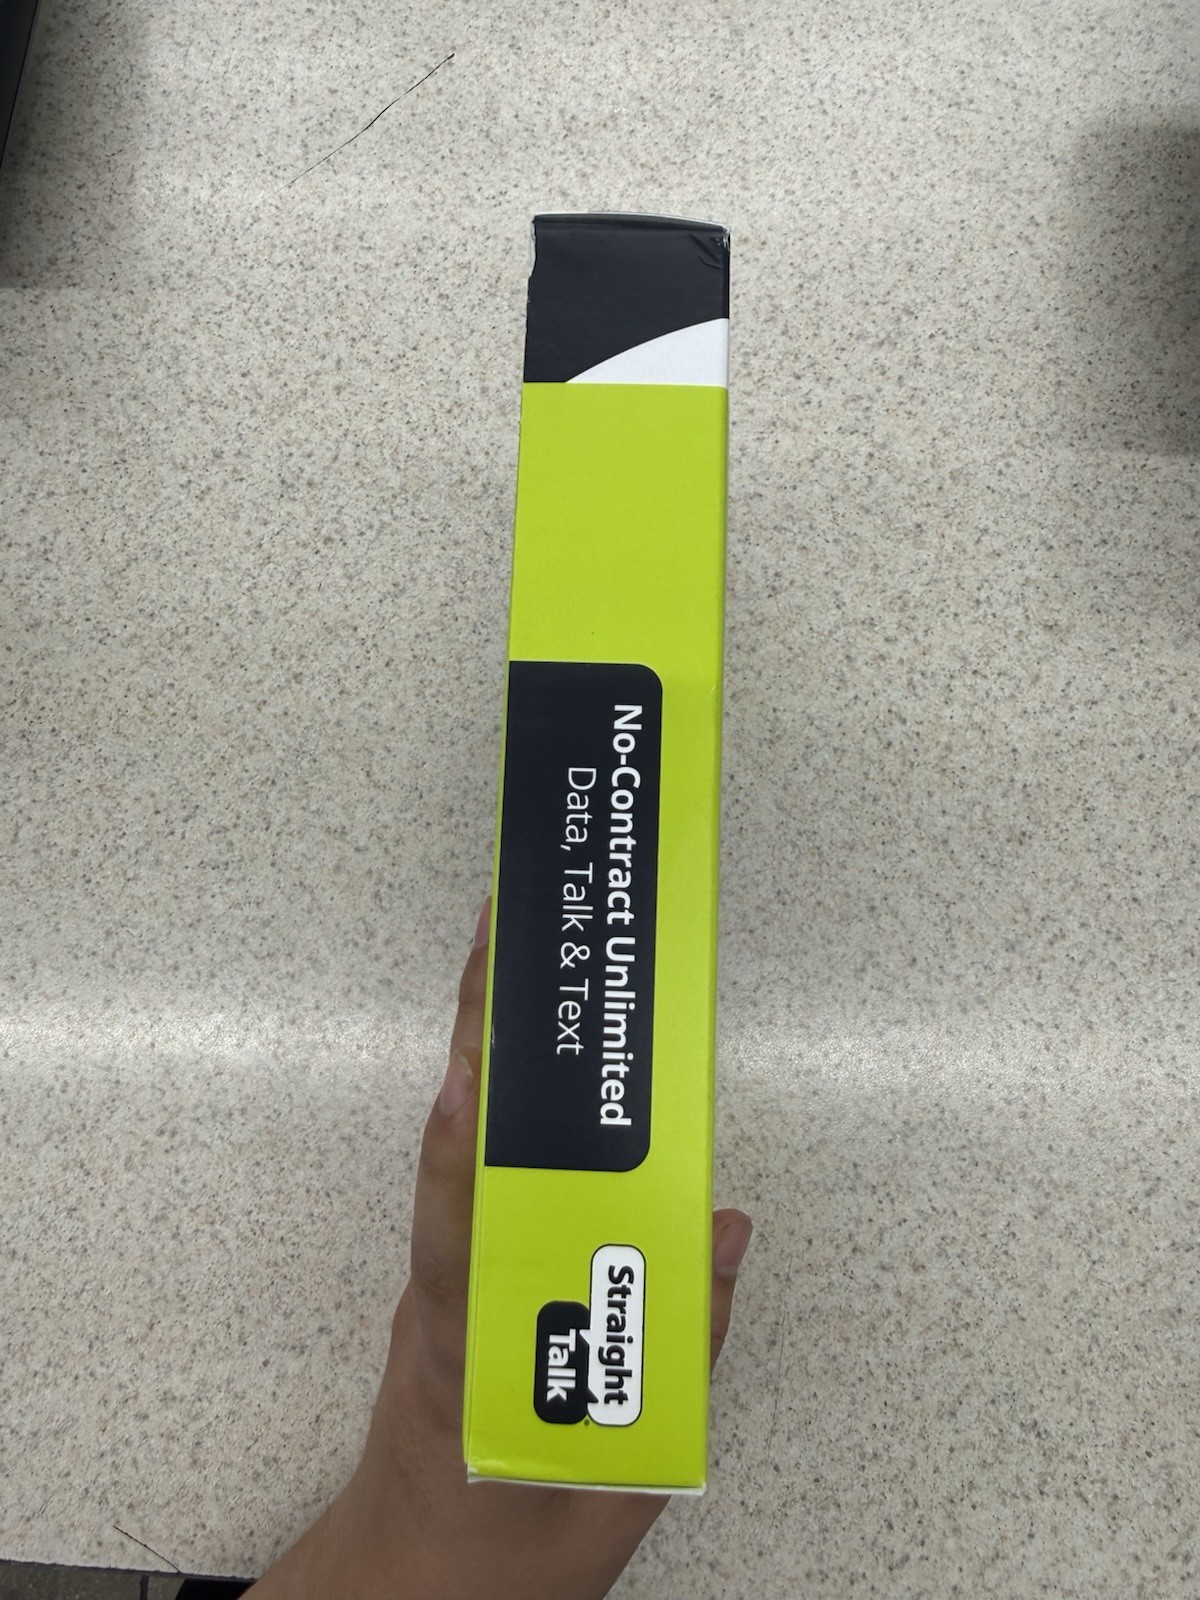 No-Contract Unlimited
Data, Talk & Text
Straight
Talk